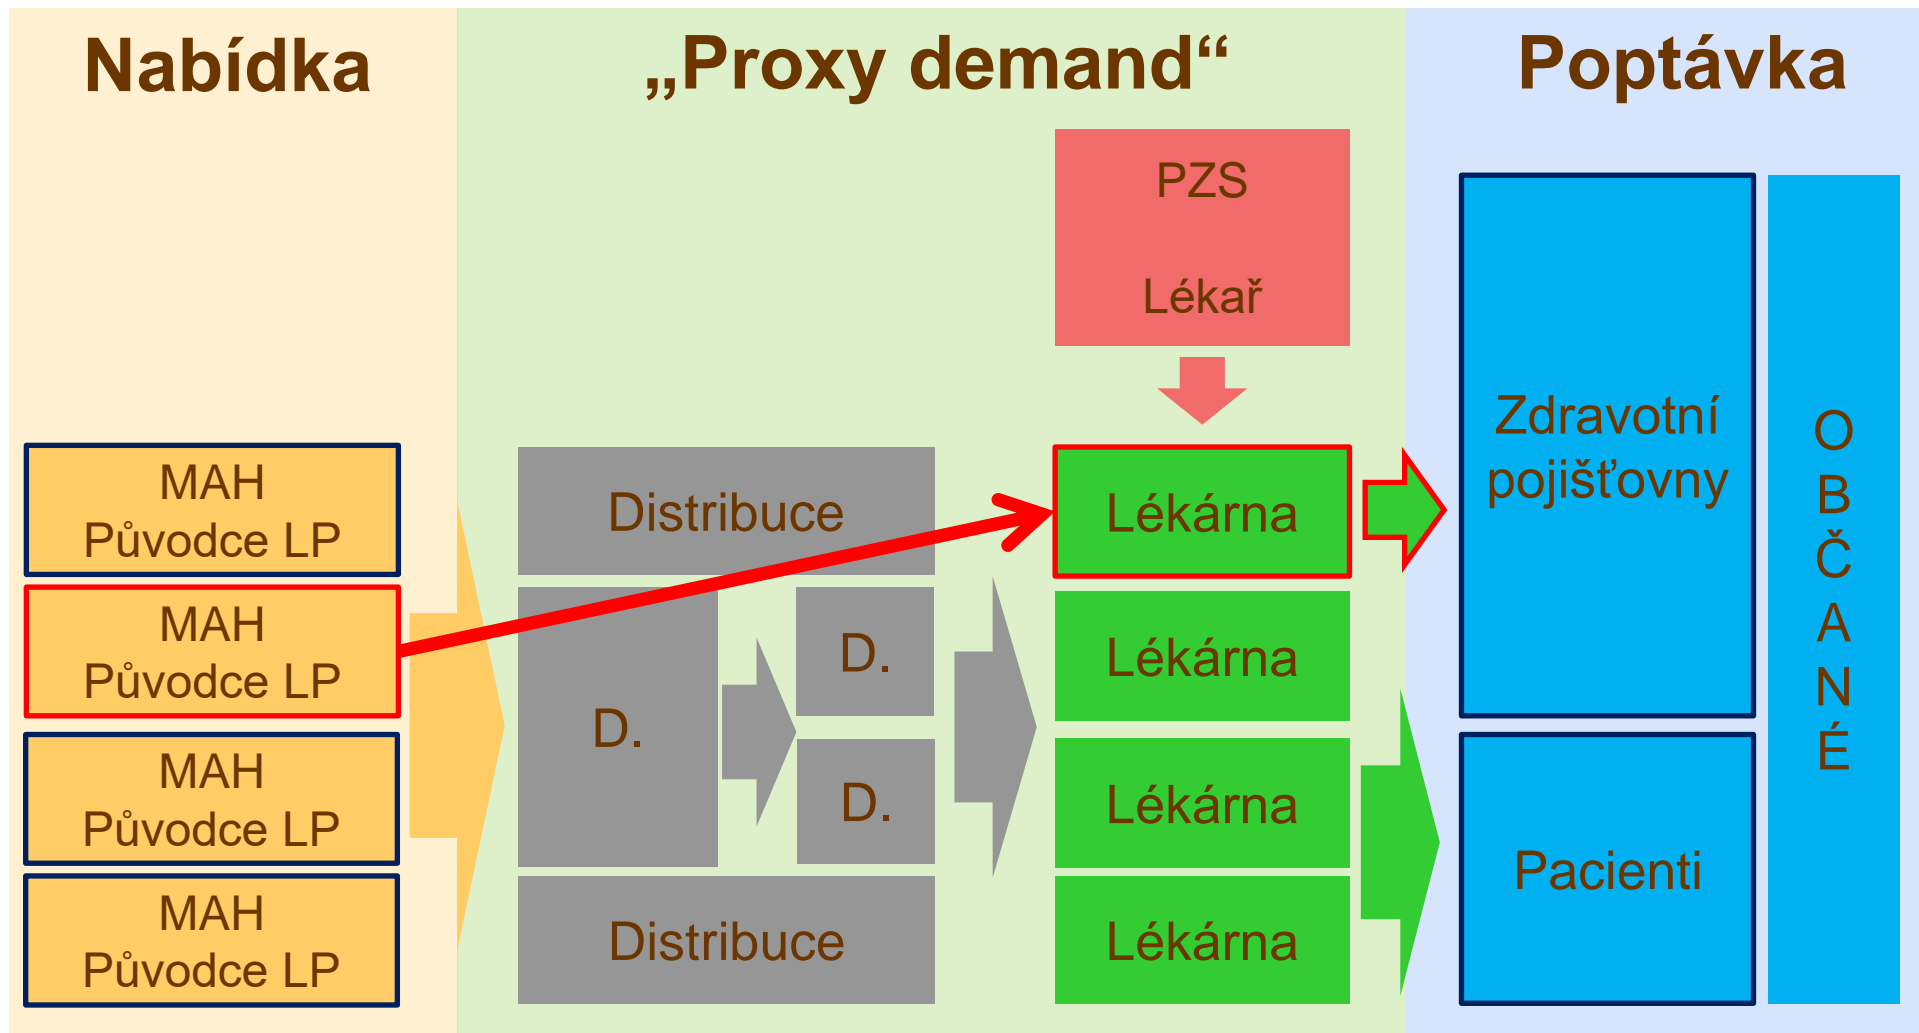 Nabídka
„Proxy demand“
Poptávka
PZS
Lékař
MAH
Původce LP
MAH
Původce LP
MAH
Původce LP
MAH
Původce LP
Distribuce
D.
D.
D.
Distribuce
Lékárna
Lékárna
Lékárna
Lékárna
Zdravotní
pojišťovny
Pacienti
O
B
Č
A
N
É